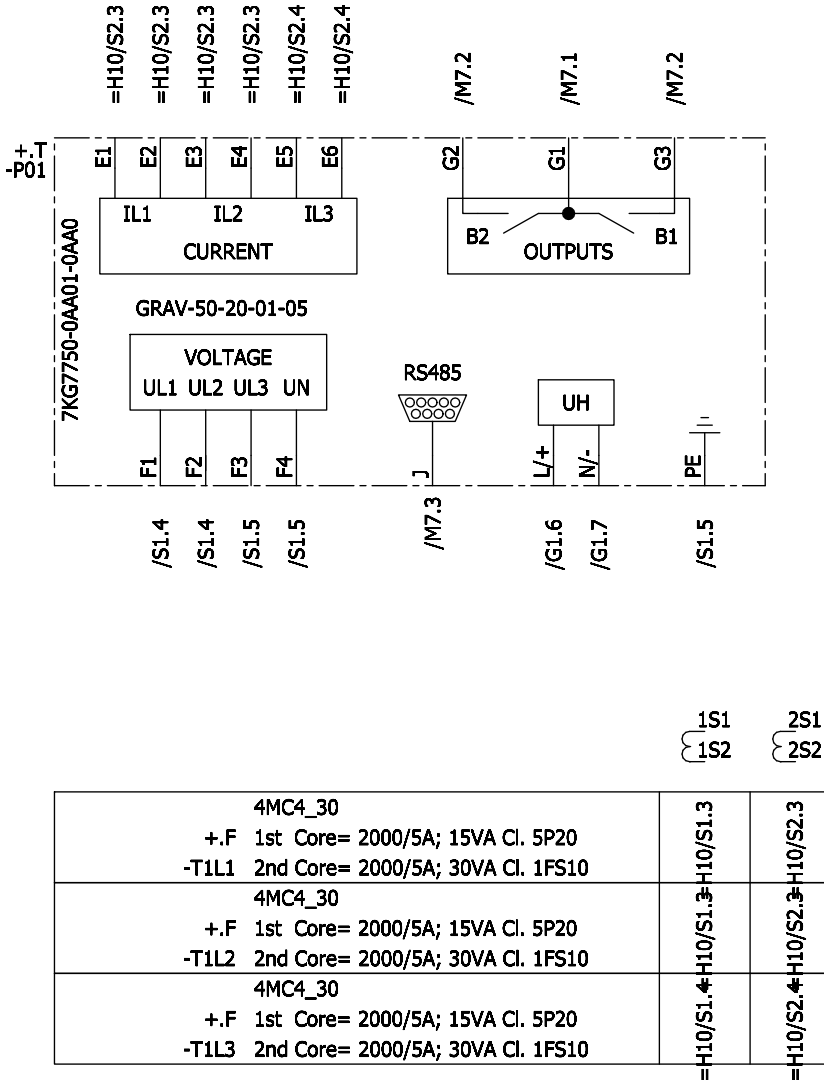 =H10/S2.3 =H10/S2.3 =H10/S2.3 =H10/S2.3 =H10/S2.4 =H10/S2.4
/M7.2 /M7.1 /M7.2
+.T
-P01
E1 E2 E3 E4 E5 E6
G2 G1 G3
IL1 IL2 IL3
CURRENT
B2 B1
OUTPUTS
7KG7750-0AA01-0AA0
GRAV-50-20-01-05
VOLTAGE
UL1 UL2 UL3 UN
RS485
UH
F1 F2 F3 F4
J
L/+ N/-
PE
/S1.4 /S1.4 /S1.5 /S1.5
/M7.3
/G1.6 /G1.7
/S1.5
1S1 2S1
1S2 2S2
4MC4_30
+.F 1st Core= 2000/5A; 15VA Cl. 5P20
-T1L1 2nd Core= 2000/5A; 30VA Cl. 1FS10
=H10/S1.3 =H10/S2.3
4MC4_30
+.F 1st Core= 2000/5A; 15VA Cl. 5P20
-T1L2 2nd Core= 2000/5A; 30VA Cl. 1FS10
=H10/S1.3 =H10/S2.3
4MC4_30
+.F 1st Core= 2000/5A; 15VA Cl. 5P20
-T1L3 2nd Core= 2000/5A; 30VA Cl. 1FS10
=H10/S1.4 =H10/S2.4